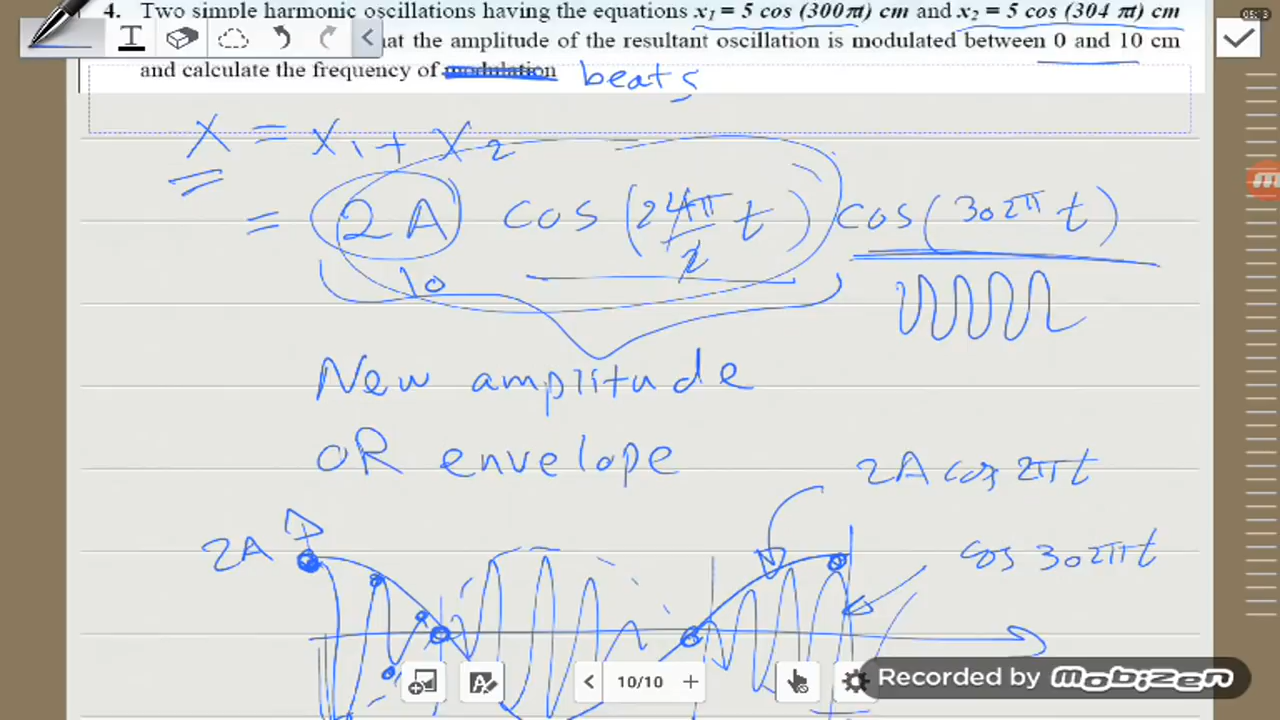 05:13
4. Two simple harmonic oscillations having the equations x₁ = 5 cos (300πt) cm and x₂ = 5 cos (304 πt) cm
T
hat the amplitude of the resultant oscillation is modulated between 0 and 10 cm
and calculate the frequency of modulation beats
X = X₁ + X₂
= 2A cos ( π/2 t) cos(302π t)
10
New amplitude
OR envelope
2A cos 2πt
2A
cos 302πt
10/10
Recorded by mobizen